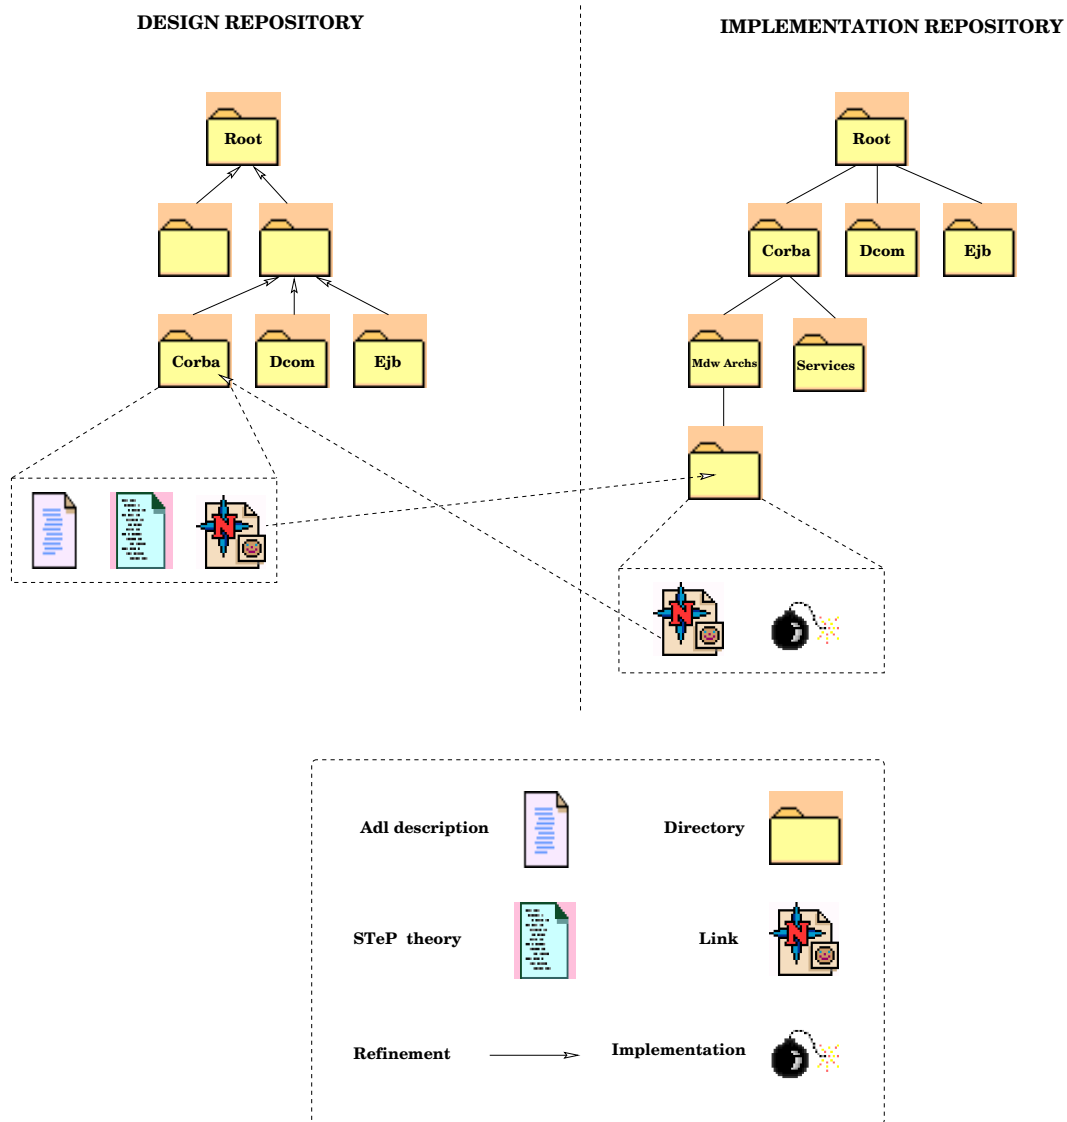 DESIGN REPOSITORY
IMPLEMENTATION REPOSITORY
Root
Root
Corba
Dcom
Ejb
Corba
Dcom
Ejb
Mdw Archs
Services
N
N
Adl description
Directory
STeP theory
Link
N
Refinement
Implementation